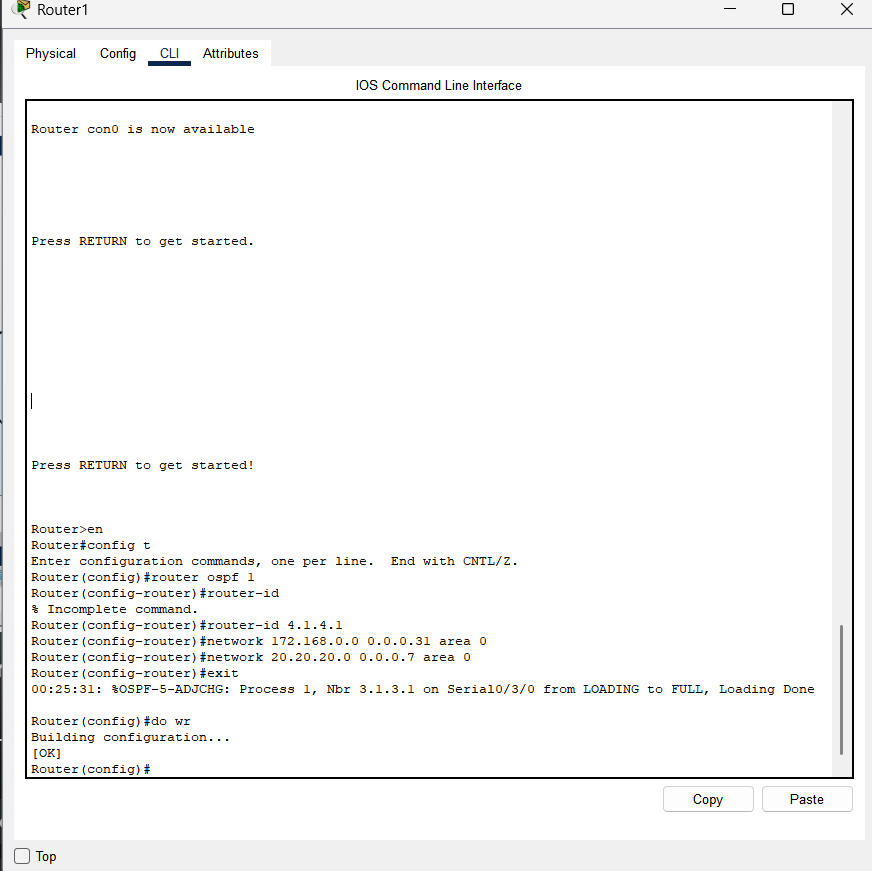 Router1
Physical Config CLI Attributes
IOS Command Line Interface
Router con0 is now available
Press RETURN to get started.
Press RETURN to get started!
Router>en
Router#config t
Enter configuration commands, one per line.  End with CNTL/Z.
Router(config)#router ospf 1
Router(config-router)#router-id
% Incomplete command.
Router(config-router)#router-id 4.1.4.1
Router(config-router)#network 172.168.0.0 0.0.0.31 area 0
Router(config-router)#network 20.20.20.0 0.0.0.7 area 0
Router(config-router)#exit
00:25:31: %OSPF-5-ADJCHG: Process 1, Nbr 3.1.3.1 on Serial0/3/0 from LOADING to FULL, Loading Done
Router(config)#do wr
Building configuration...
[OK]
Router(config)#
Copy Paste
Top